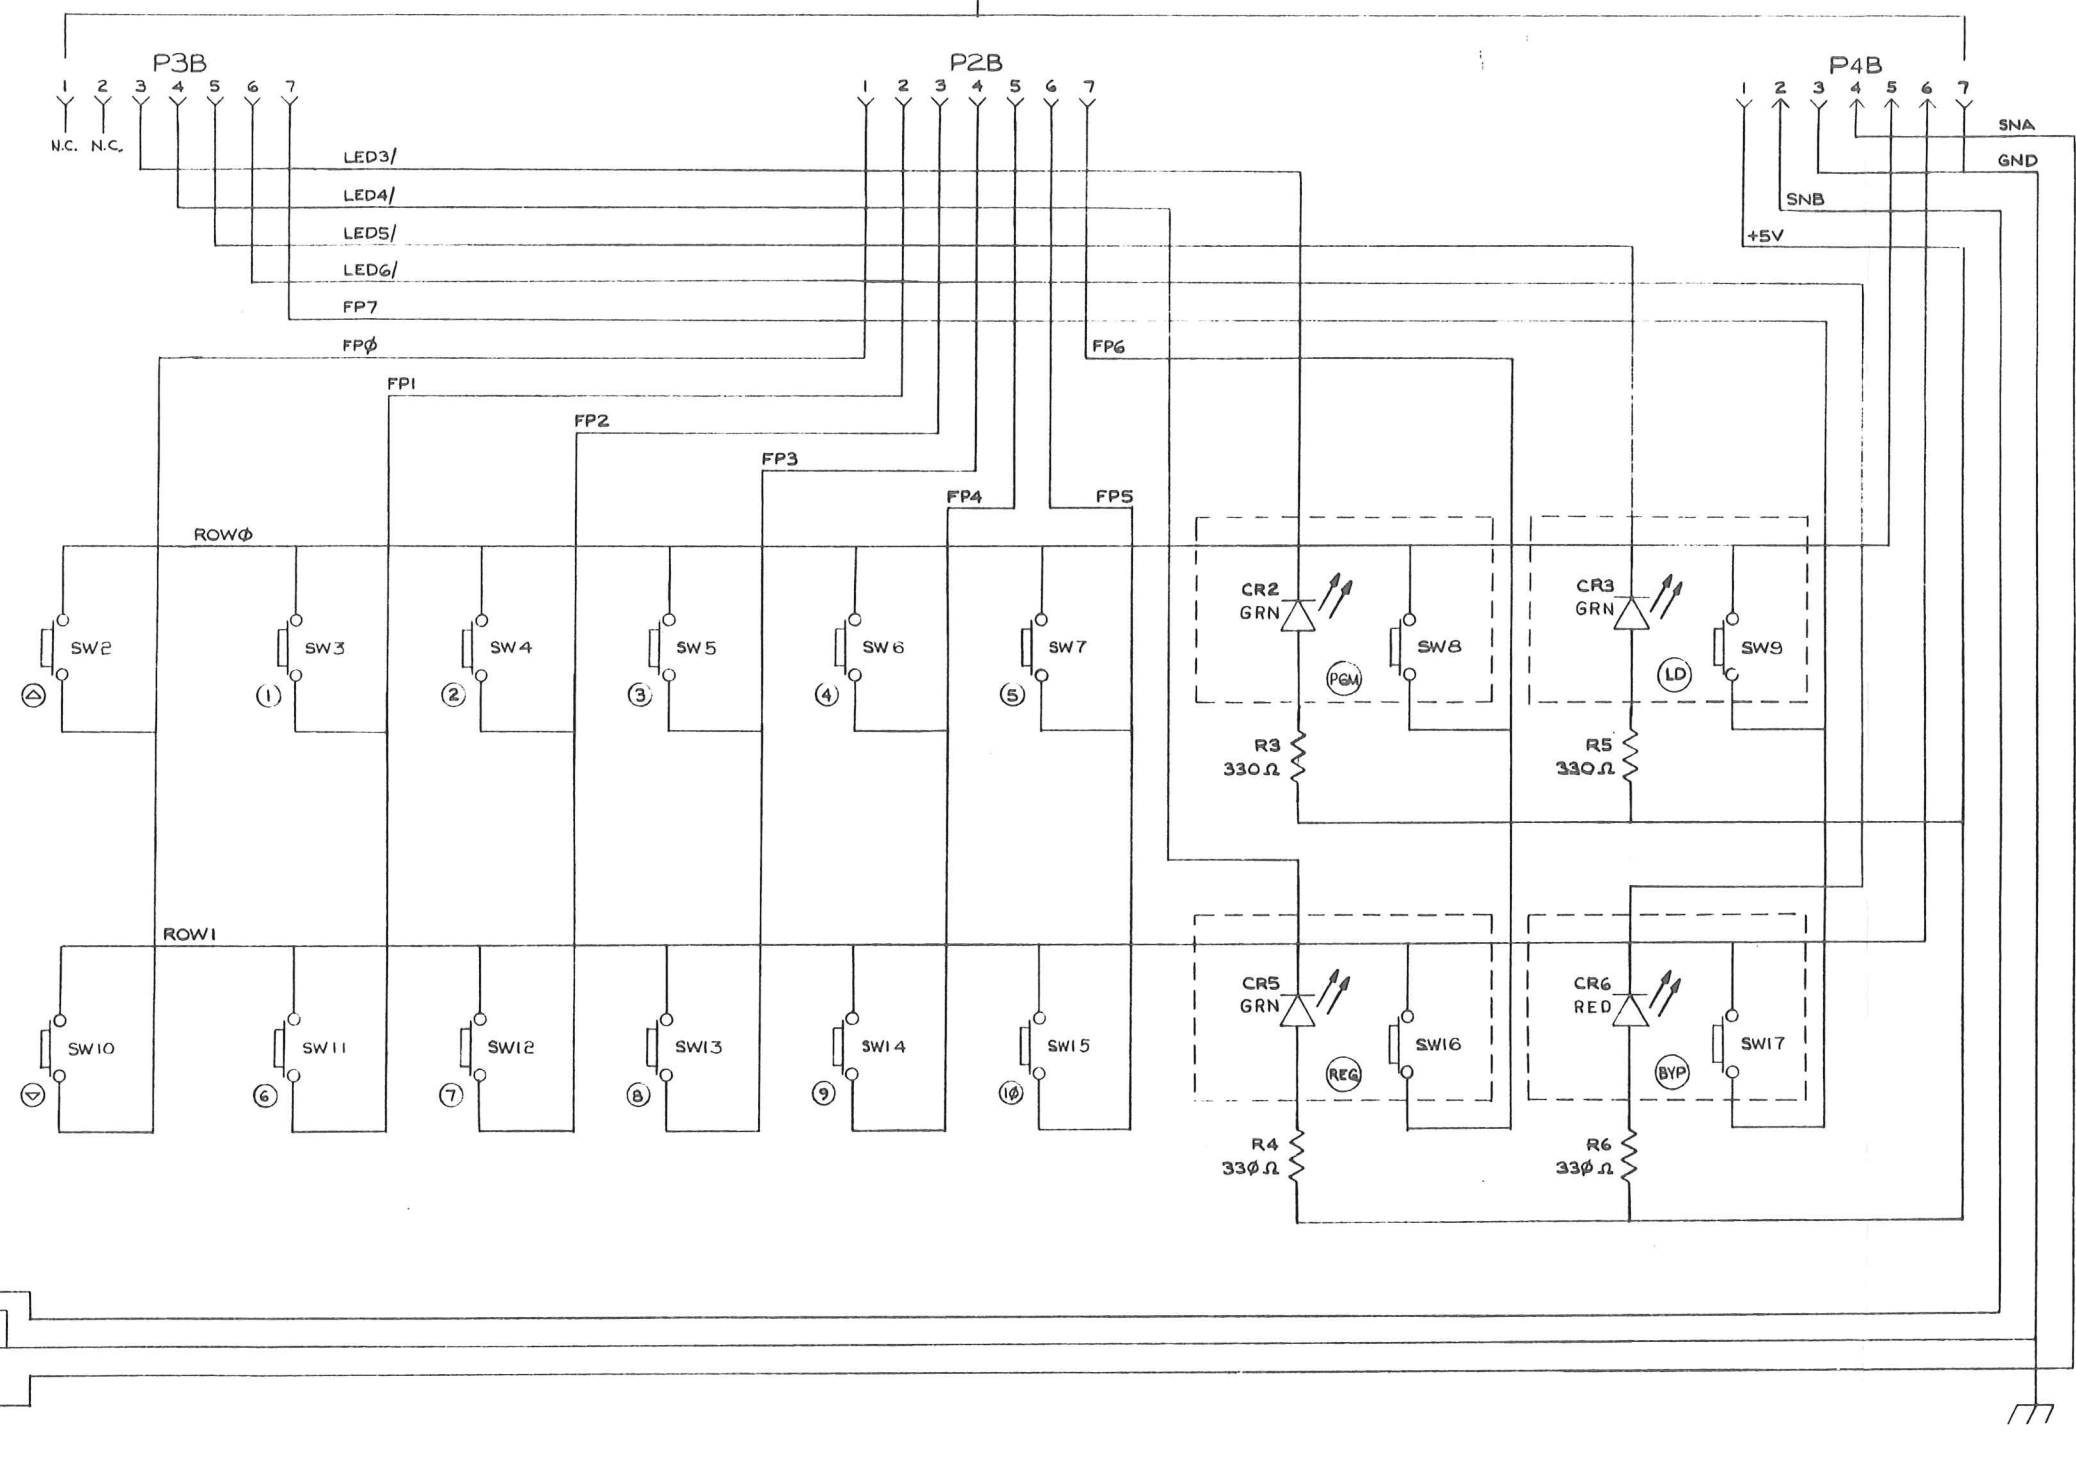 P3B P2B P4B
1 2 3 4 5 6 7 1 2 3 4 5 6 7 1 2 3 4 5 6 7
N.C. N.C.
SNA
LED3/ GND
LED4/ SNB
LED5/ +5V
LED6/
FP7
FPØ FP6
FP1
FP2
FP3
FP4 FP5
ROWØ
CR2 CR3
GRN GRN
SW2 SW3 SW4 SW5 SW6 SW7 SW8 SW9
△ 1 2 3 4 5 PGM LD
R3 R5
330Ω 330Ω
ROW1
CR5 CR6
GRN RED
SW10 SW11 SW12 SW13 SW14 SW15 SW16 SW17
▽ 6 7 8 9 1Ø REG BYP
R4 R6
33ØΩ 33ØΩ